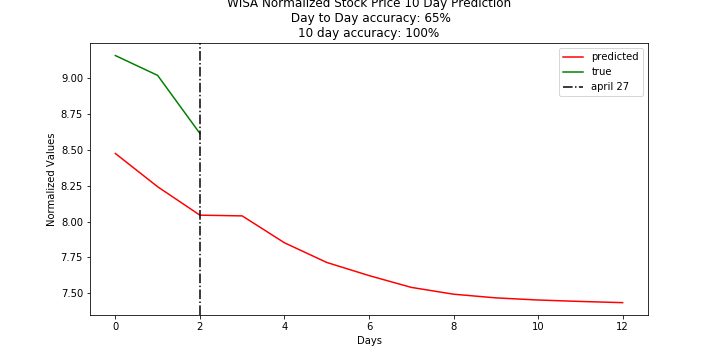 WISA Normalized Stock Price 10 Day Prediction
Day to Day accuracy: 65%
10 day accuracy: 100%
predicted
true
april 27
Normalized Values
9.00
8.75
8.50
8.25
8.00
7.75
7.50
0 2 4 6 8 10 12
Days